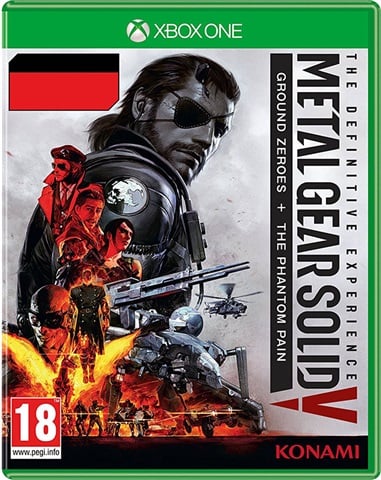 XBOX ONE
THE DEFINITIVE EXPERIENCE
METAL GEAR SOLID V
GROUND ZEROES + THE PHANTOM PAIN
18
www.pegi.info
KONAMI